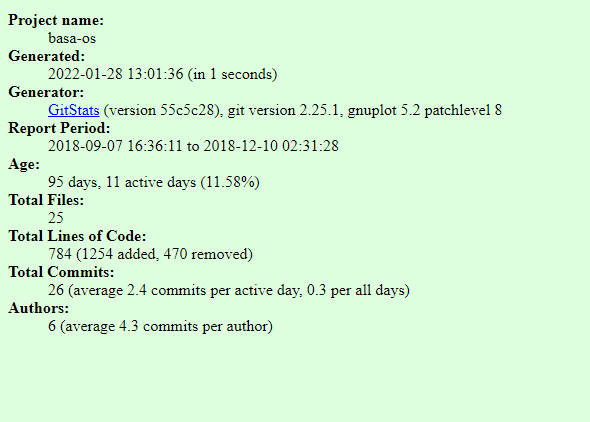 Project name:
basa-os
Generated:
2022-01-28 13:01:36 (in 1 seconds)
Generator:
GitStats (version 55c5c28), git version 2.25.1, gnuplot 5.2 patchlevel 8
Report Period:
2018-09-07 16:36:11 to 2018-12-10 02:31:28
Age:
95 days, 11 active days (11.58%)
Total Files:
25
Total Lines of Code:
784 (1254 added, 470 removed)
Total Commits:
26 (average 2.4 commits per active day, 0.3 per all days)
Authors:
6 (average 4.3 commits per author)